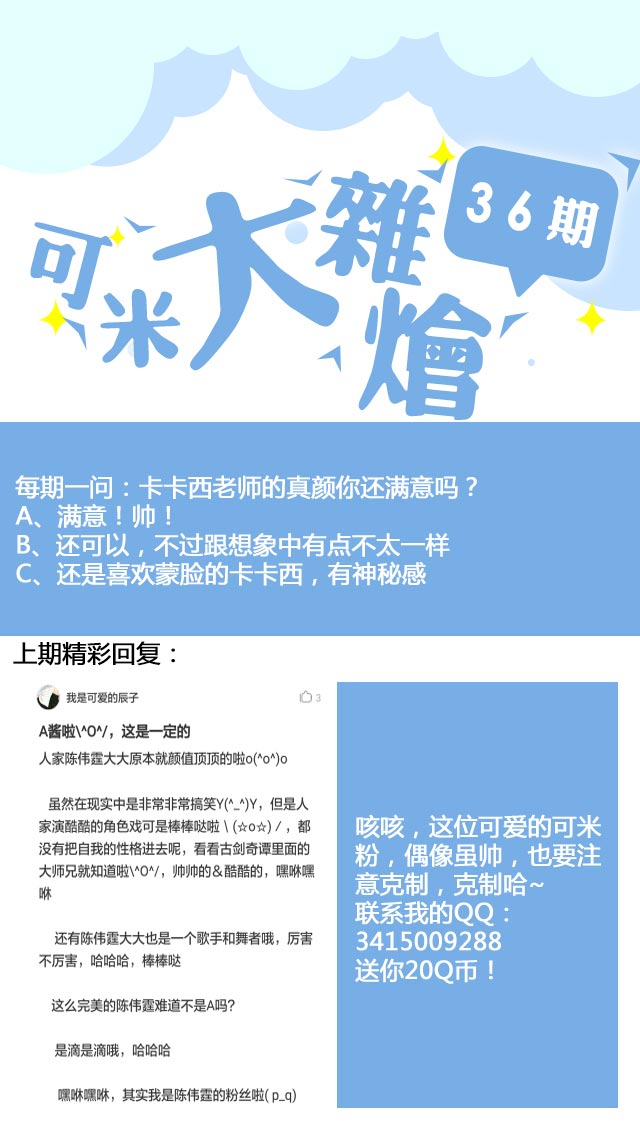 可米大雜燴
36期
每期一问：卡卡西老师的真颜你还满意吗？
A、满意！帅！
B、还可以，不过跟想象中有点不太一样
C、还是喜欢蒙脸的卡卡西，有神秘感
上期精彩回复：
我是可爱的辰子
3
A酱啦\^O^/，这是一定的
人家陈伟霆大大原本就颜值顶顶的啦o(^o^)o
虽然在现实中是非常非常搞笑Y(^_^)Y，但是人
家演酷酷的角色戏可是棒棒哒啦\(☆o☆)/，都
没有把自我的性格进去呢，看看古剑奇谭里面的
大师兄就知道啦\^O^/，帅帅的＆酷酷的，嘿咻嘿
咻
还有陈伟霆大大也是一个歌手和舞者哦，厉害
不厉害，哈哈哈，棒棒哒
这么完美的陈伟霆难道不是A吗?
是滴是滴哦，哈哈哈
嘿咻嘿咻，其实我是陈伟霆的粉丝啦( p_q)
咳咳，这位可爱的可米
粉，偶像虽帅，也要注
意克制，克制哈~
联系我的QQ：
3415009288
送你20Q币！